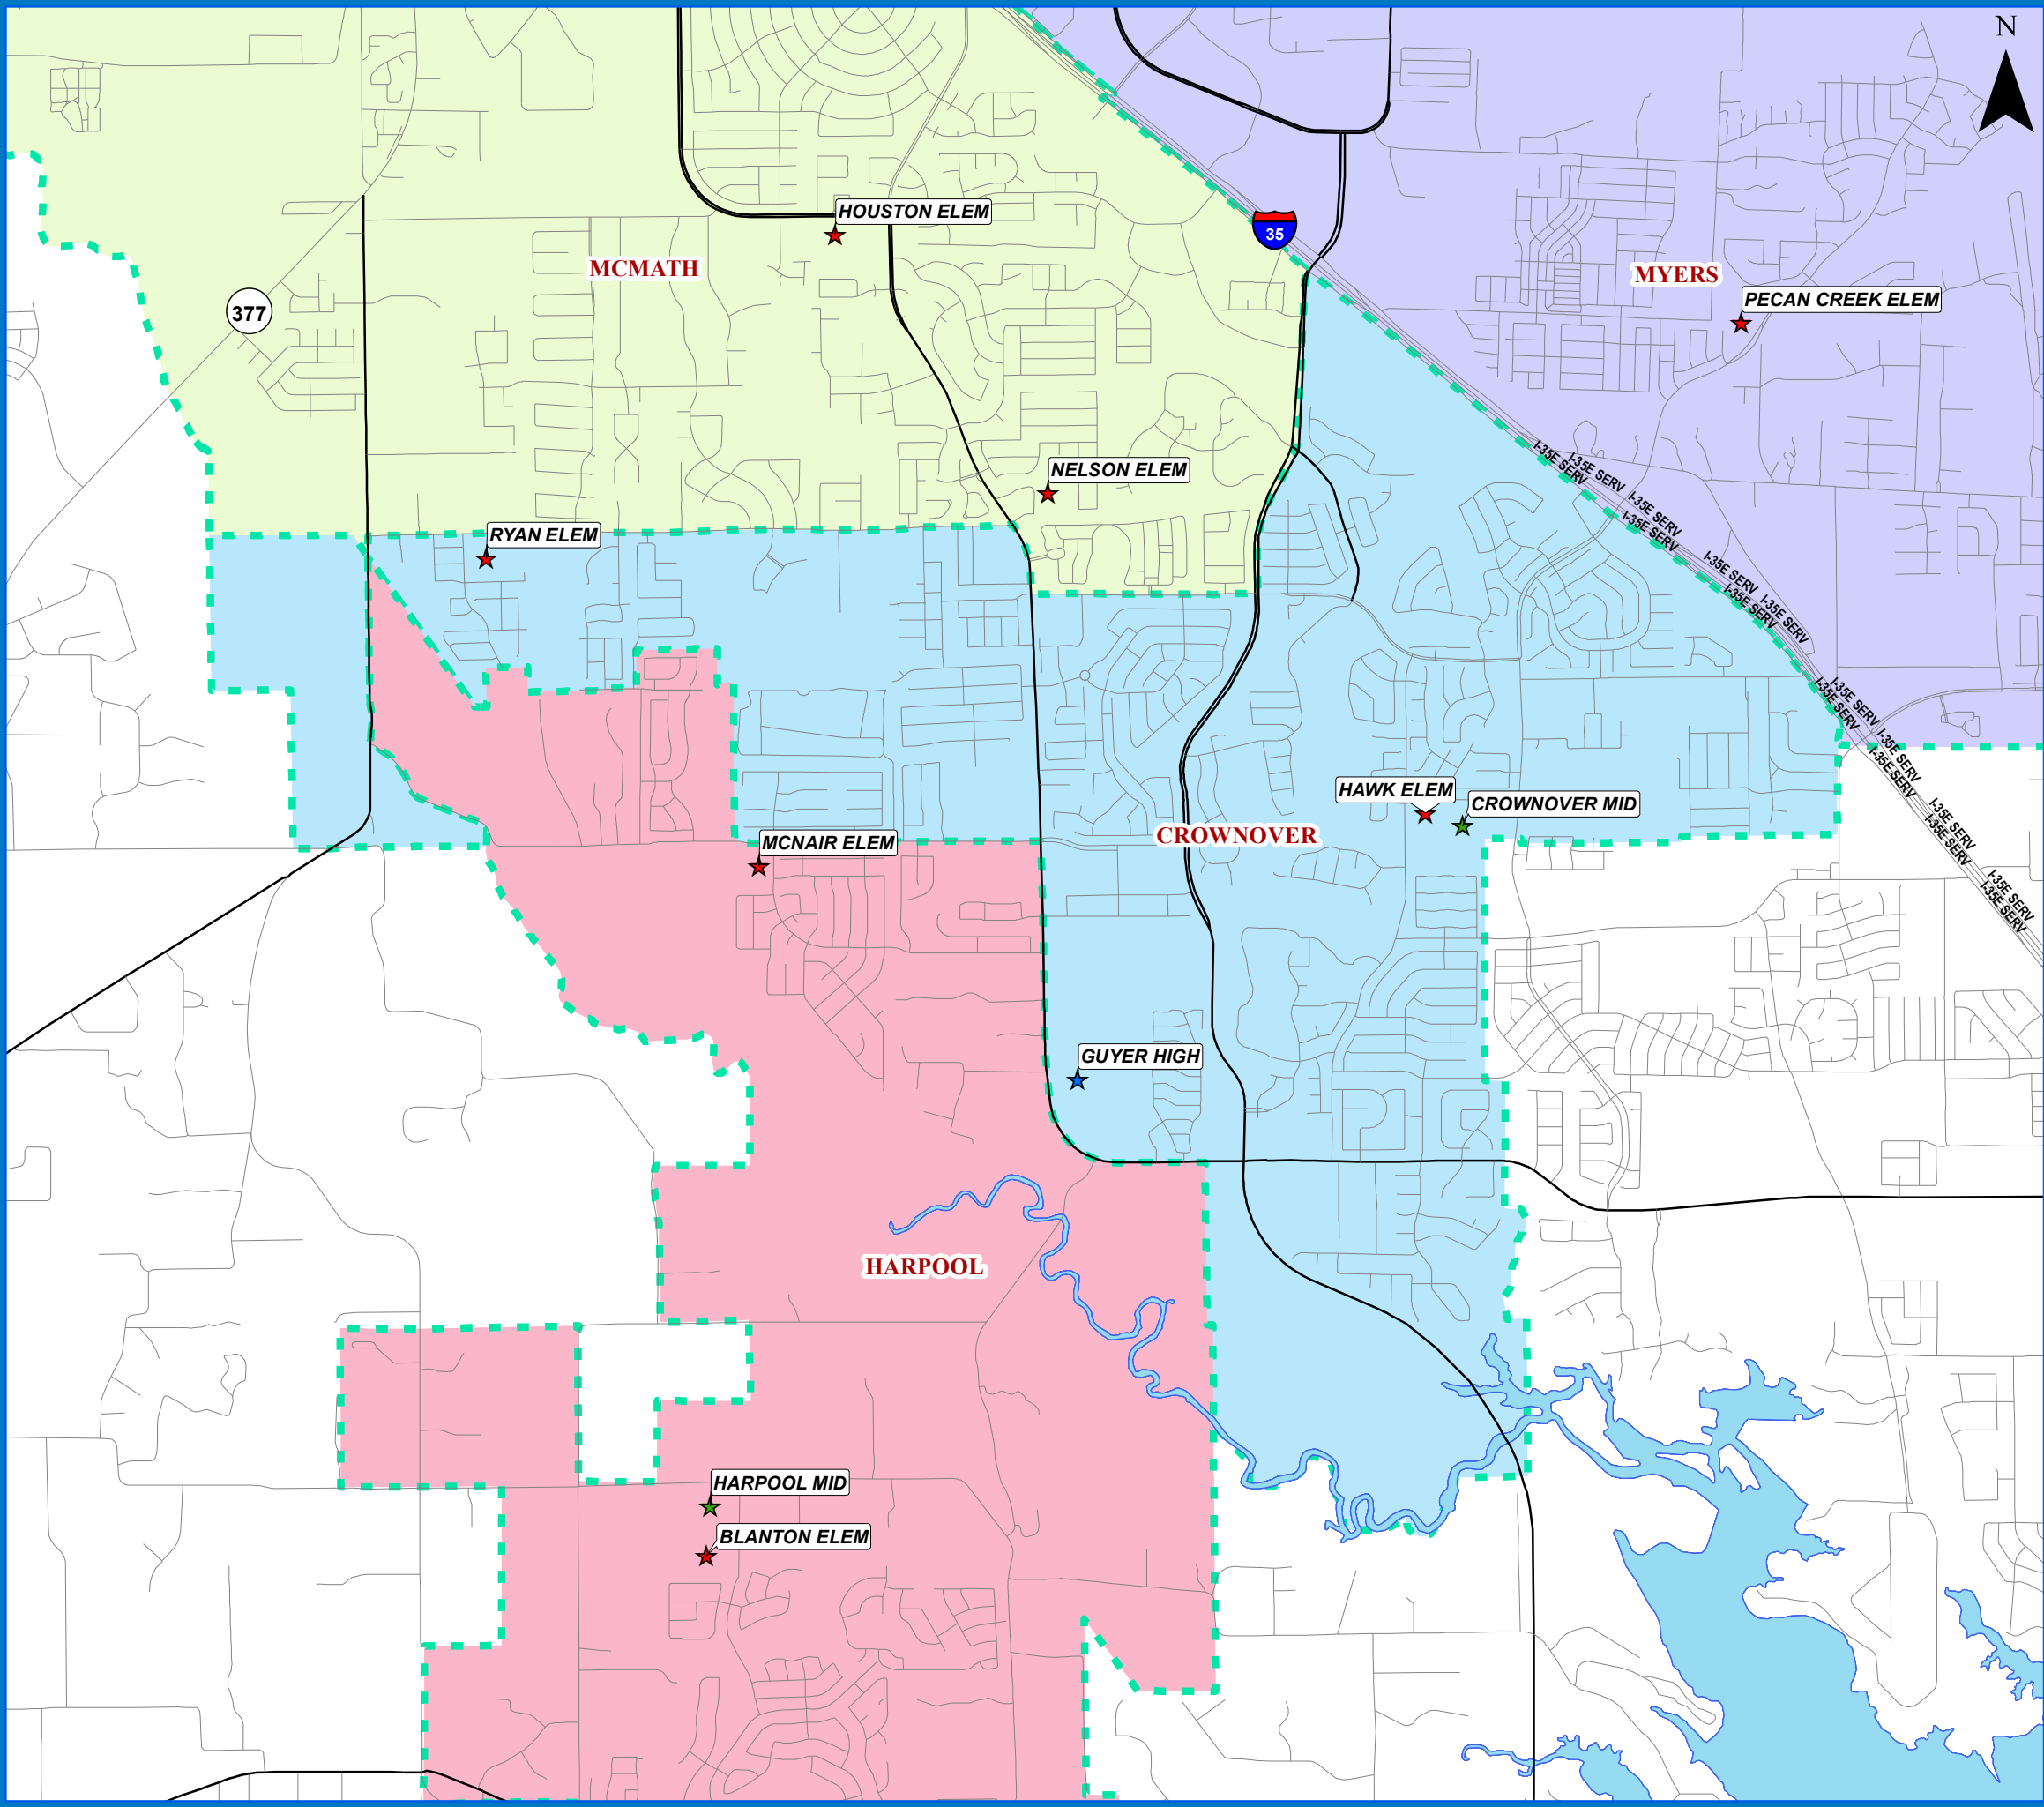 N
HOUSTON ELEM
35
MCMATH
MYERS
PECAN CREEK ELEM
377
I-35E SERV
I-35E SERV
NELSON ELEM
I-35E SERV
I-35E SERV
RYAN ELEM
I-35E SERV
I-35E SERV
I-35E SERV
I-35E SERV
I-35E SERV
I-35E SERV
I-35E SERV
HAWK ELEM
CROWNOVER MID
I-35E SERV
I-35E SERV
CROWNOVER
MCNAIR ELEM
I-35E SERV
I-35E SERV
GUYER HIGH
HARPOOL
HARPOOL MID
BLANTON ELEM